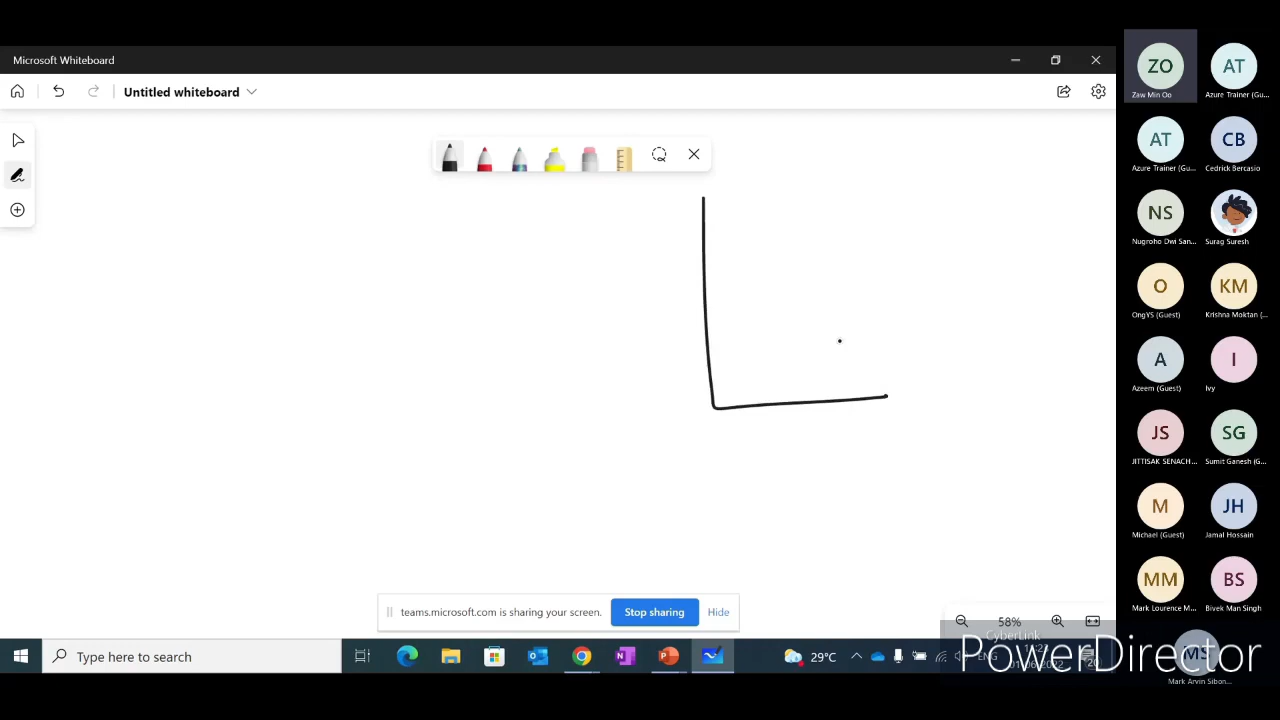 Microsoft Whiteboard
Untitled whiteboard
ZO
Zaw Min Oo
AT
Azure Trainer (Gu...
AT
Azure Trainer (Gu...
CB
Cedrick Bercasio
NS
Nugroho Dwi San...
Surag Suresh
O
OngYS (Guest)
KM
Krishna Moktan (...
A
Azeem (Guest)
I
Ivy
JS
JITTISAK SENACH...
SG
Sumit Ganesh (G...
M
Michael (Guest)
JH
Jamal Hossain
MM
Mark Lourence M...
BS
Bivek Man Singh
MS
Mark Arvin Sibon...
teams.microsoft.com is sharing your screen.
Stop sharing
Hide
58%
CyberLink
PowerDirector
Type here to search
29°C
ENG